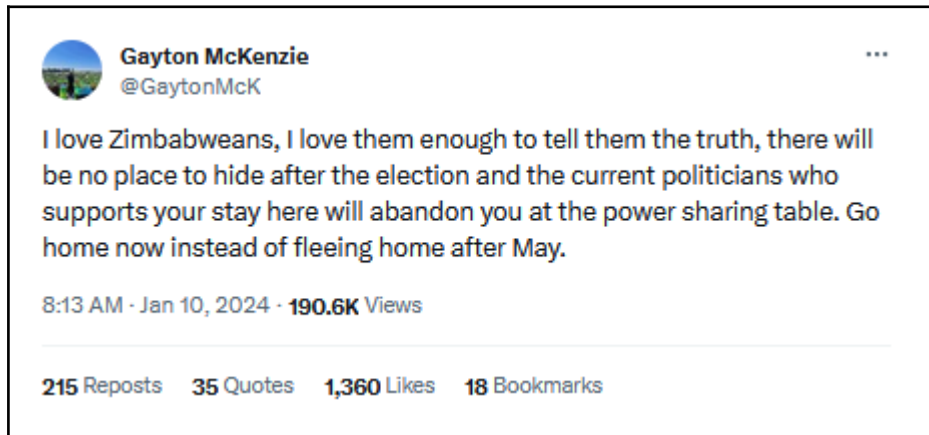 Gayton McKenzie
@GaytonMcK
I love Zimbabweans, I love them enough to tell them the truth, there will
be no place to hide after the election and the current politicians who
supports your stay here will abandon you at the power sharing table. Go
home now instead of fleeing home after May.
8:13 AM · Jan 10, 2024 · 190.6K Views
215 Reposts 35 Quotes 1,360 Likes 18 Bookmarks